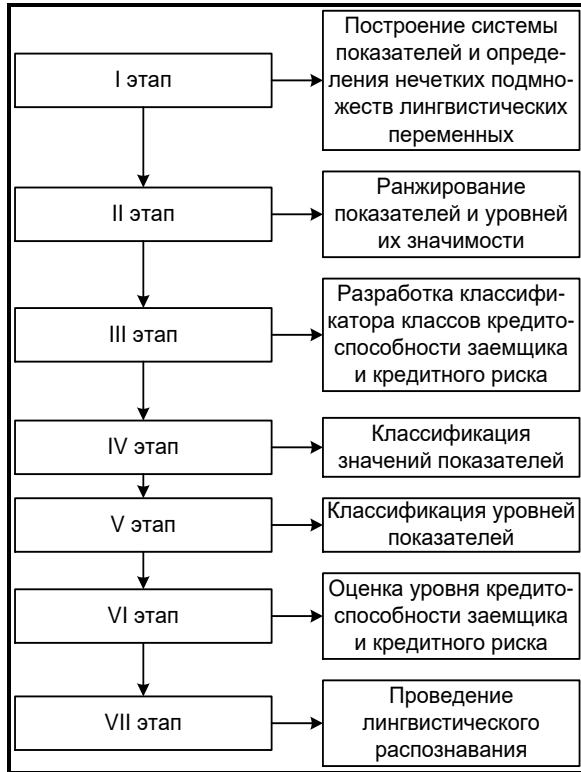 I этап
Построение системы
показателей и опреде-
ления нечетких подмно-
жеств лингвистических
переменных
II этап
Ранжирование
показателей и уровней
их значимости
III этап
Разработка классифи-
катора классов кредито-
способности заемщика
и кредитного риска
IV этап
Классификация
значений показателей
V этап
Классификация уровней
показателей
VI этап
Оценка уровня кредито-
способности заемщика
и кредитного риска
VII этап
Проведение
лингвистического
распознавания